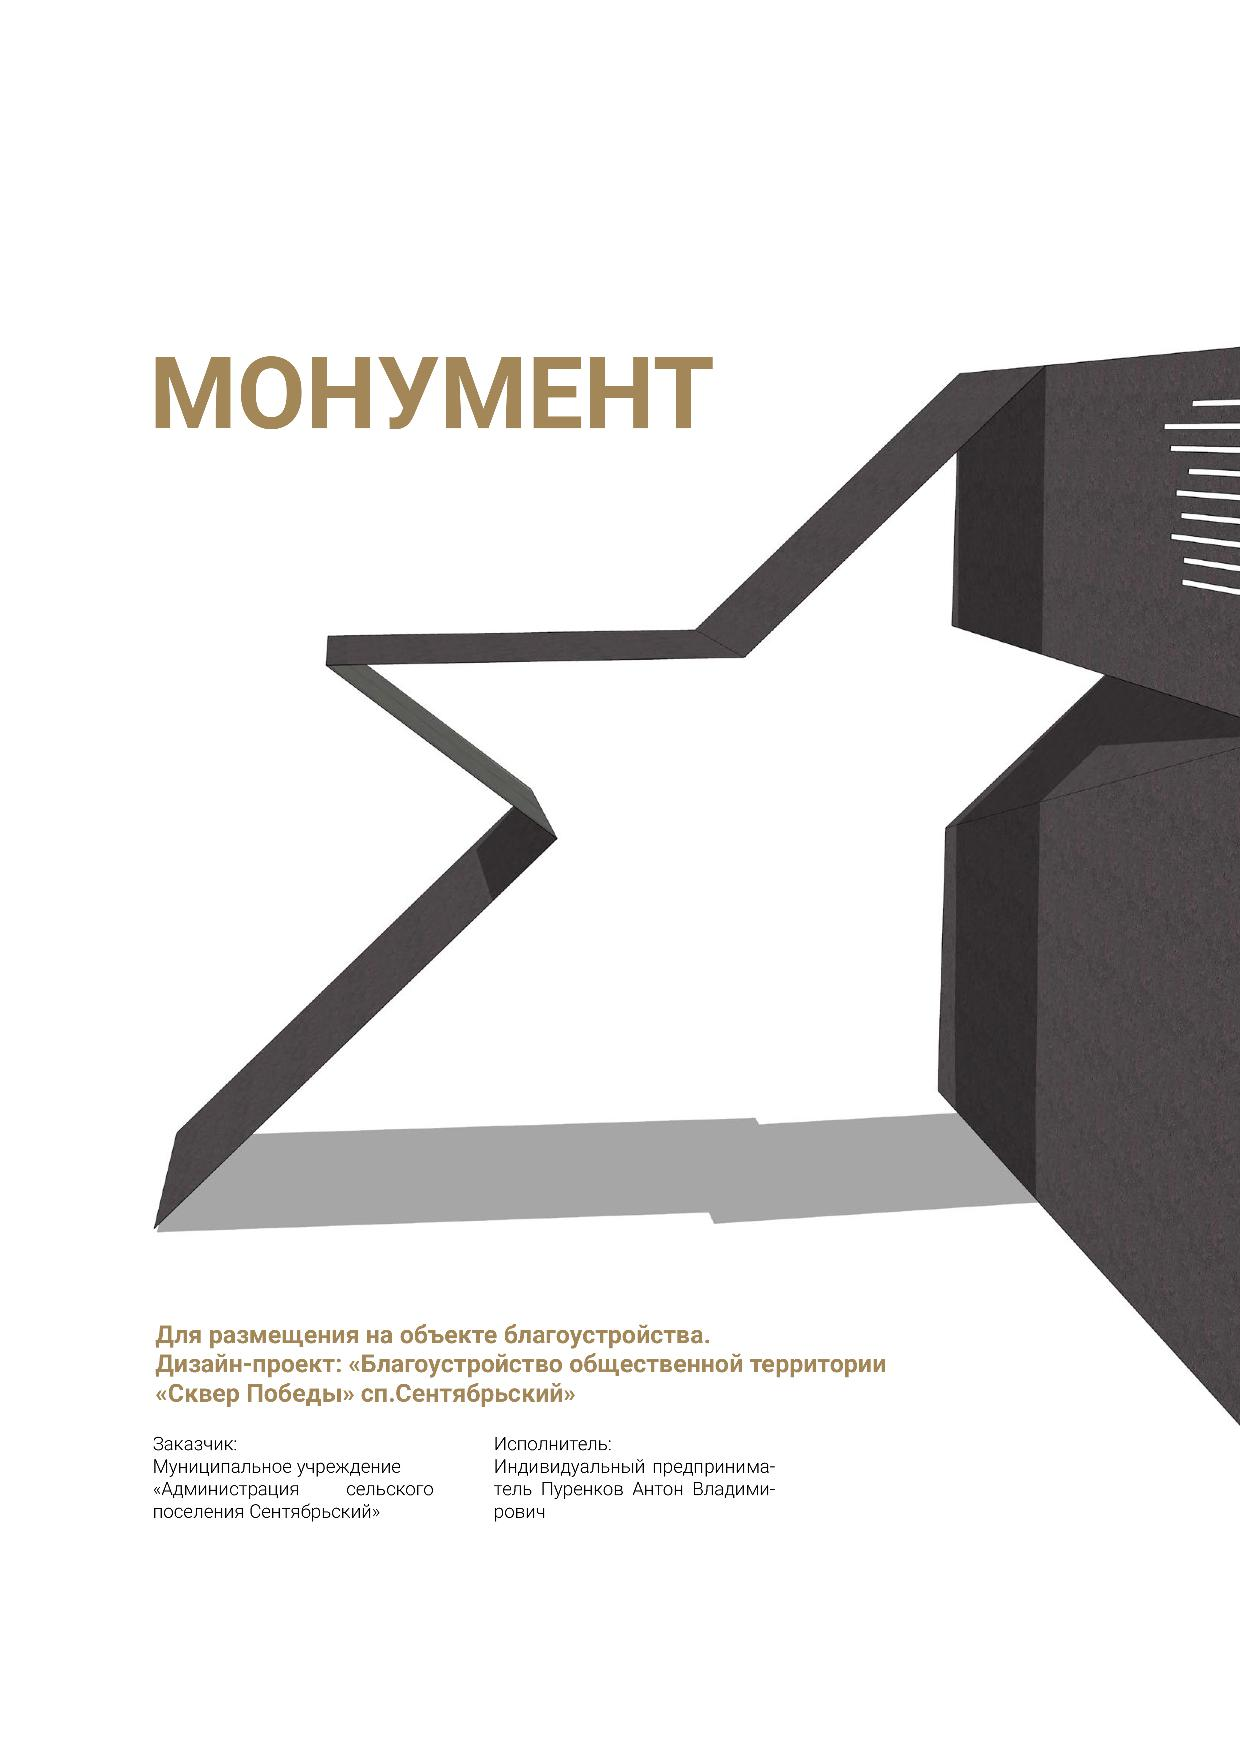 МОНУМЕНТ
Для размещения на объекте благоустройства.
Дизайн-проект: «Благоустройство общественной территории
«Сквер Победы» сп.Сентябрьский»
Заказчик:
Муниципальное учреждение
«Администрация сельского
поселения Сентябрьский»
Исполнитель:
Индивидуальный предпринима-
тель Пуренков Антон Владими-
рович